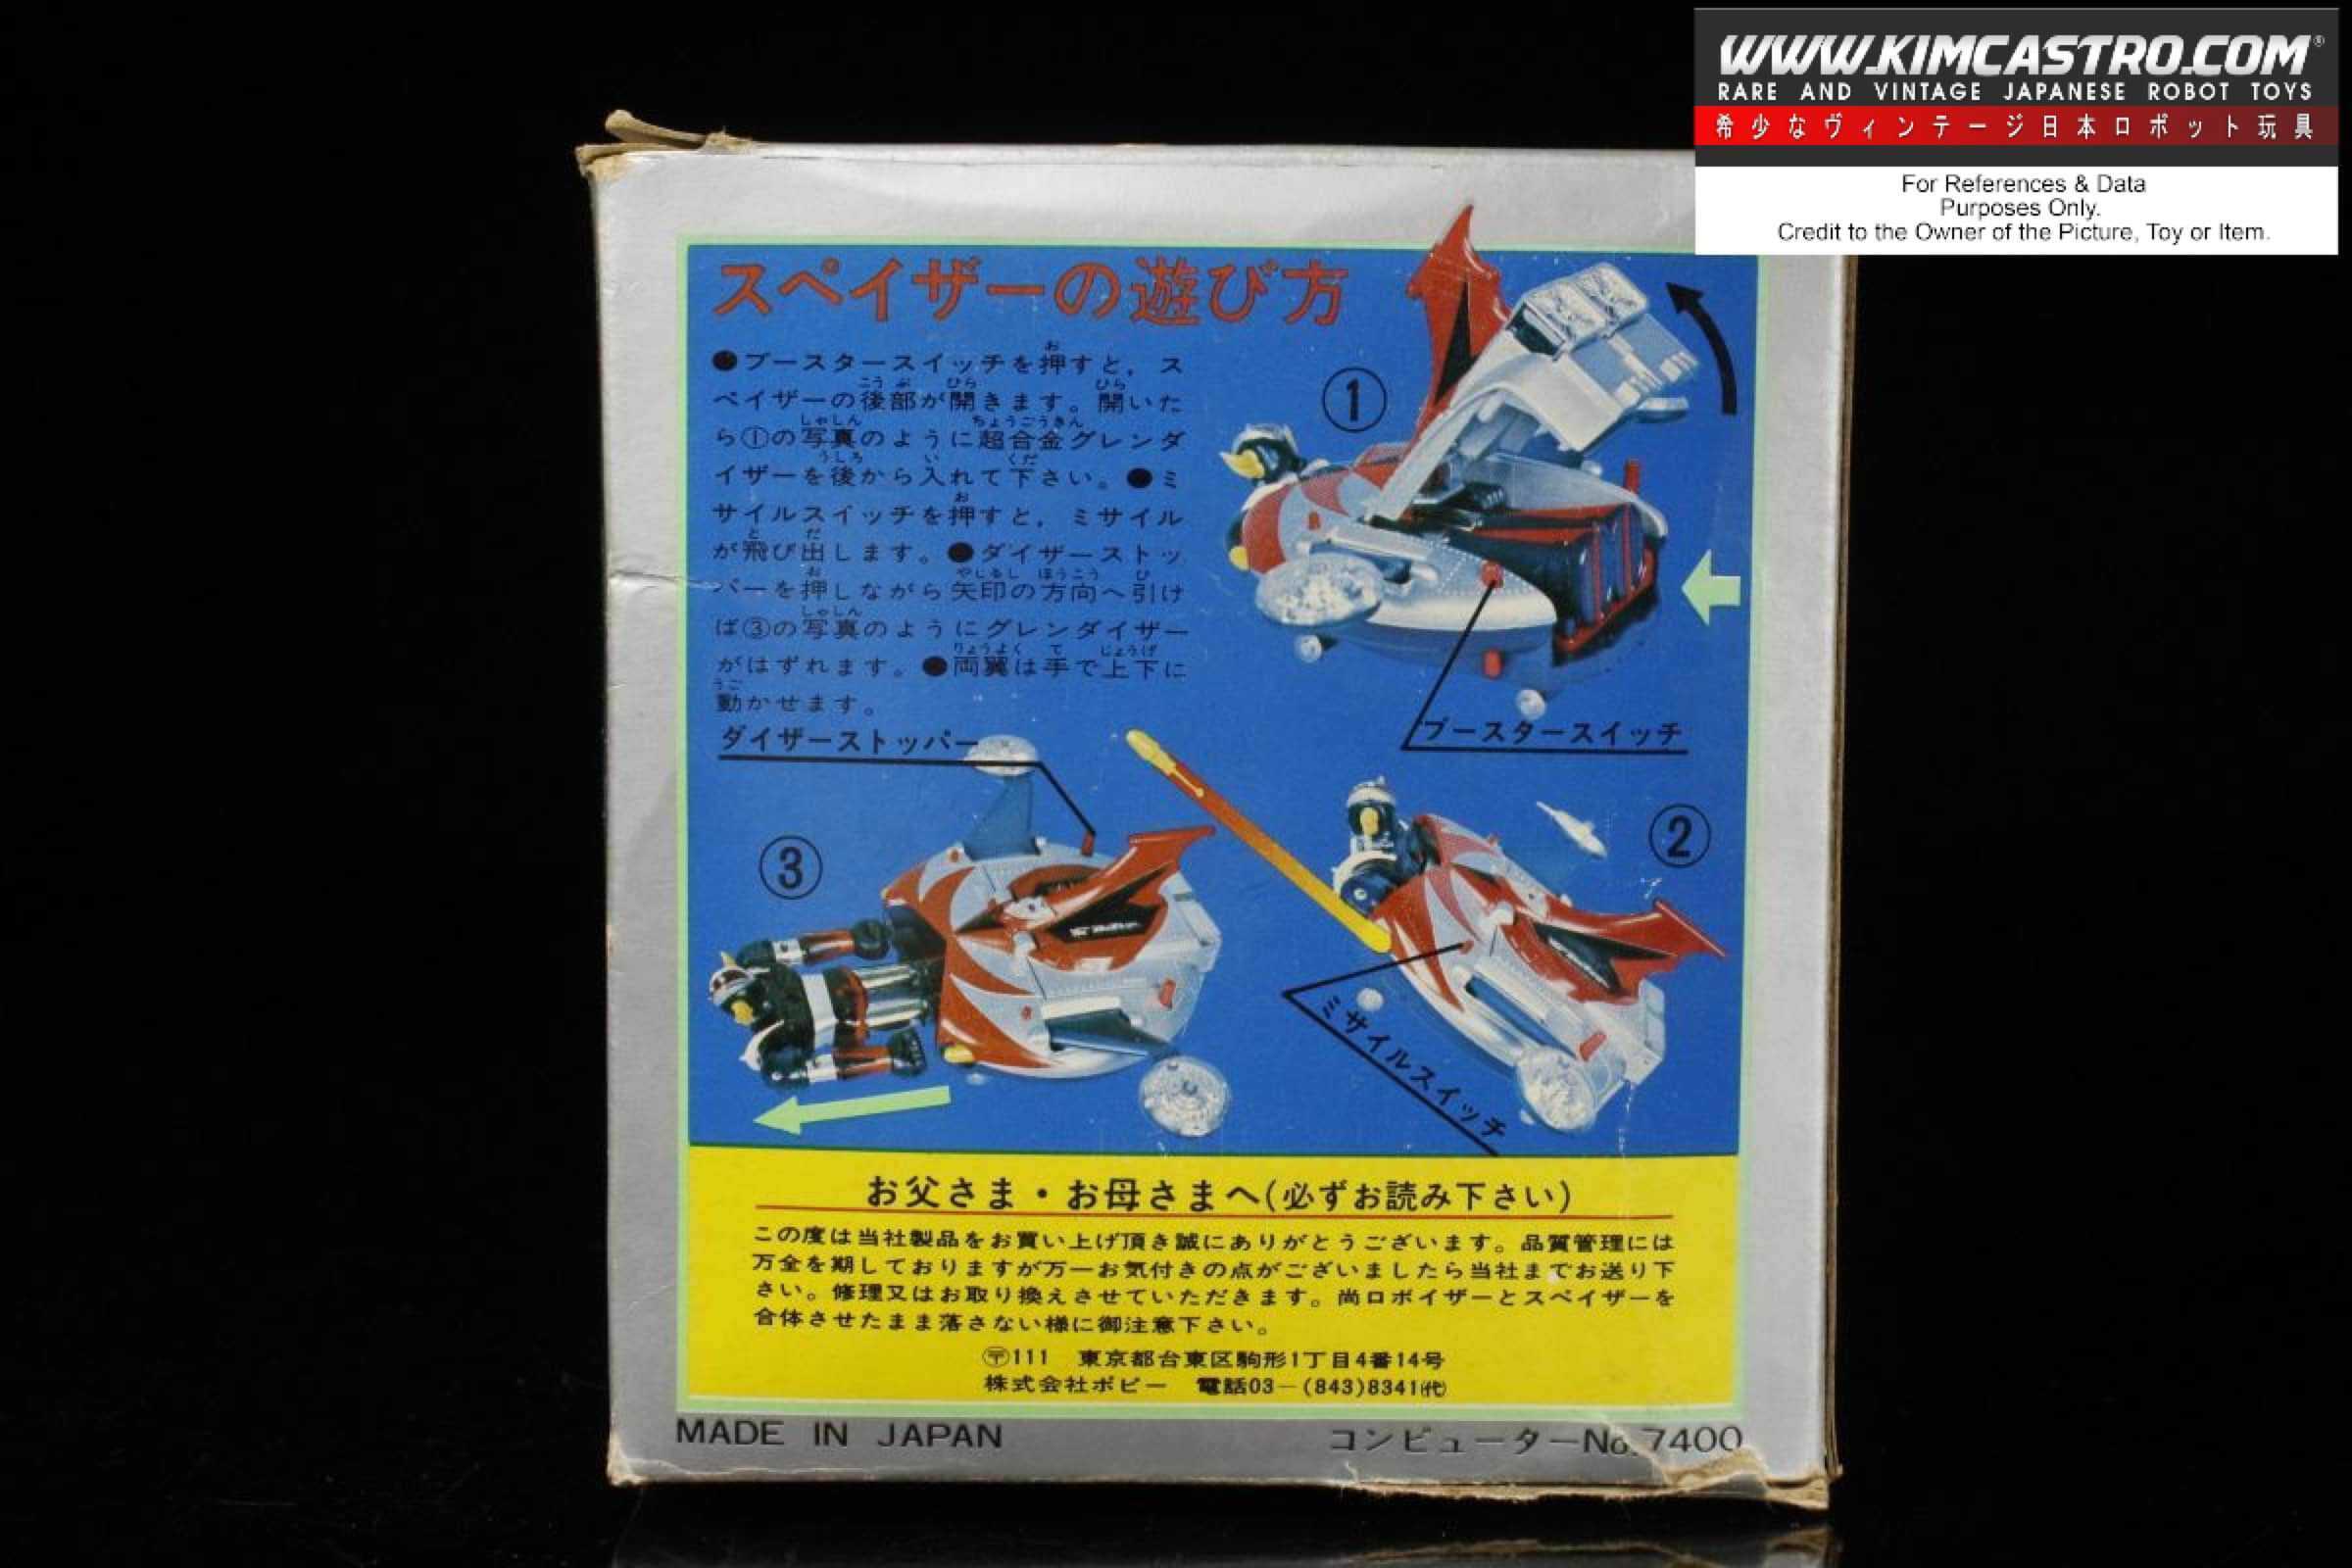 WWW.KIMCASTRO.COM®
RARE AND VINTAGE JAPANESE ROBOT TOYS
希少なヴィンテージ日本ロボット玩具
For References & Data
Purposes Only.
Credit to the Owner of the Picture, Toy or Item.
スペイザーの遊び方
●ブースタースイッチを押すと，ス
ペイザーの後部が開きます。開いた
ら①の写真のように超合金グレンダ
イザーを後から入れて下さい。●ミ
サイルスイッチを押すと，ミサイル
が飛び出します。●ダイザーストッ
パーを押しながら矢印の方向へ引け
ば③の写真のようにグレンダイザー
がはずれます。●両翼は手で上下に
動かせます。
①
ブースタースイッチ
ダイザーストッパー
③
②
ミサイルスイッチ
お父さま・お母さまへ(必ずお読み下さい)
この度は当社製品をお買い上げ頂き誠にありがとうございます。品質管理には
万全を期しておりますが万一お気付きの点がございましたら当社までお送り下
さい。修理又はお取り換えさせていただきます。尚ロボイザーとスペイザーを
合体させたまま落さない様に御注意下さい。
〒111 東京都台東区駒形1丁目4番14号
株式会社ポピー 電話03－(843)8341(代)
MADE IN JAPAN
コンピューターNo.7400